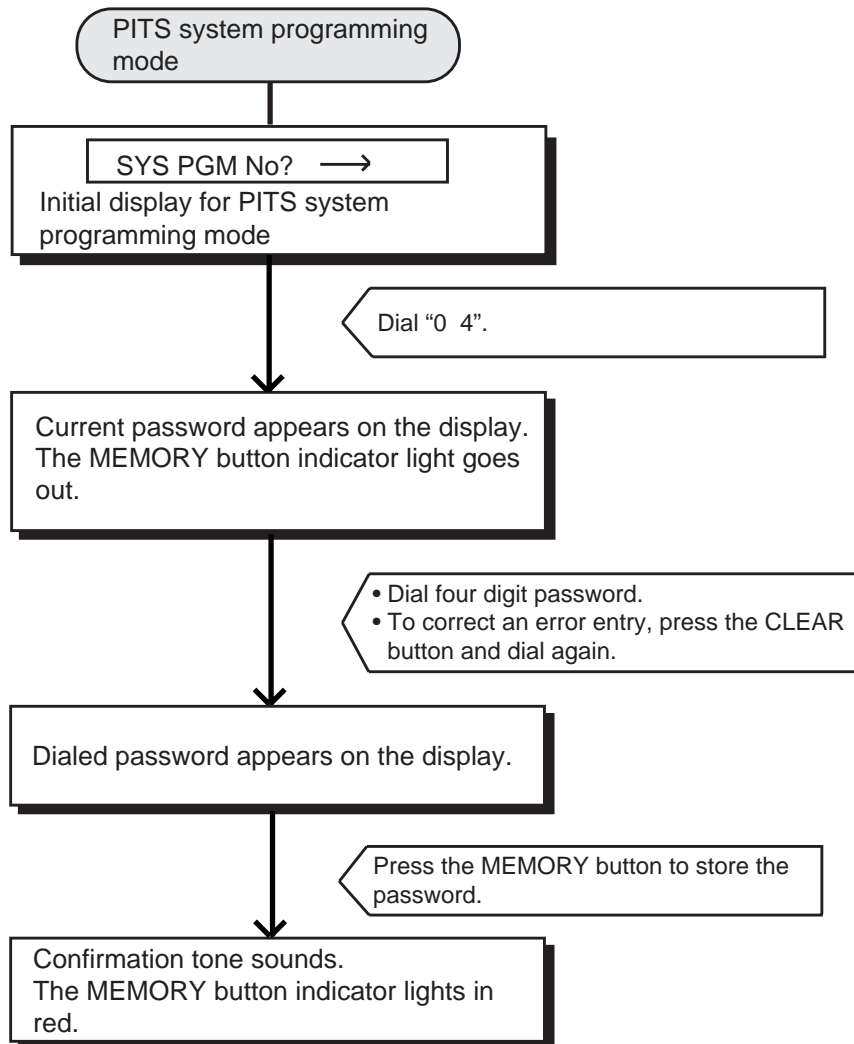 PITS system programming
mode
SYS PGM No? →
Initial display for PITS system
programming mode
Dial “0 4”.
Current password appears on the display.
The MEMORY button indicator light goes
out.
• Dial four digit password.
• To correct an error entry, press the CLEAR
button and dial again.
Dialed password appears on the display.
Press the MEMORY button to store the
password.
Confirmation tone sounds.
The MEMORY button indicator lights in
red.